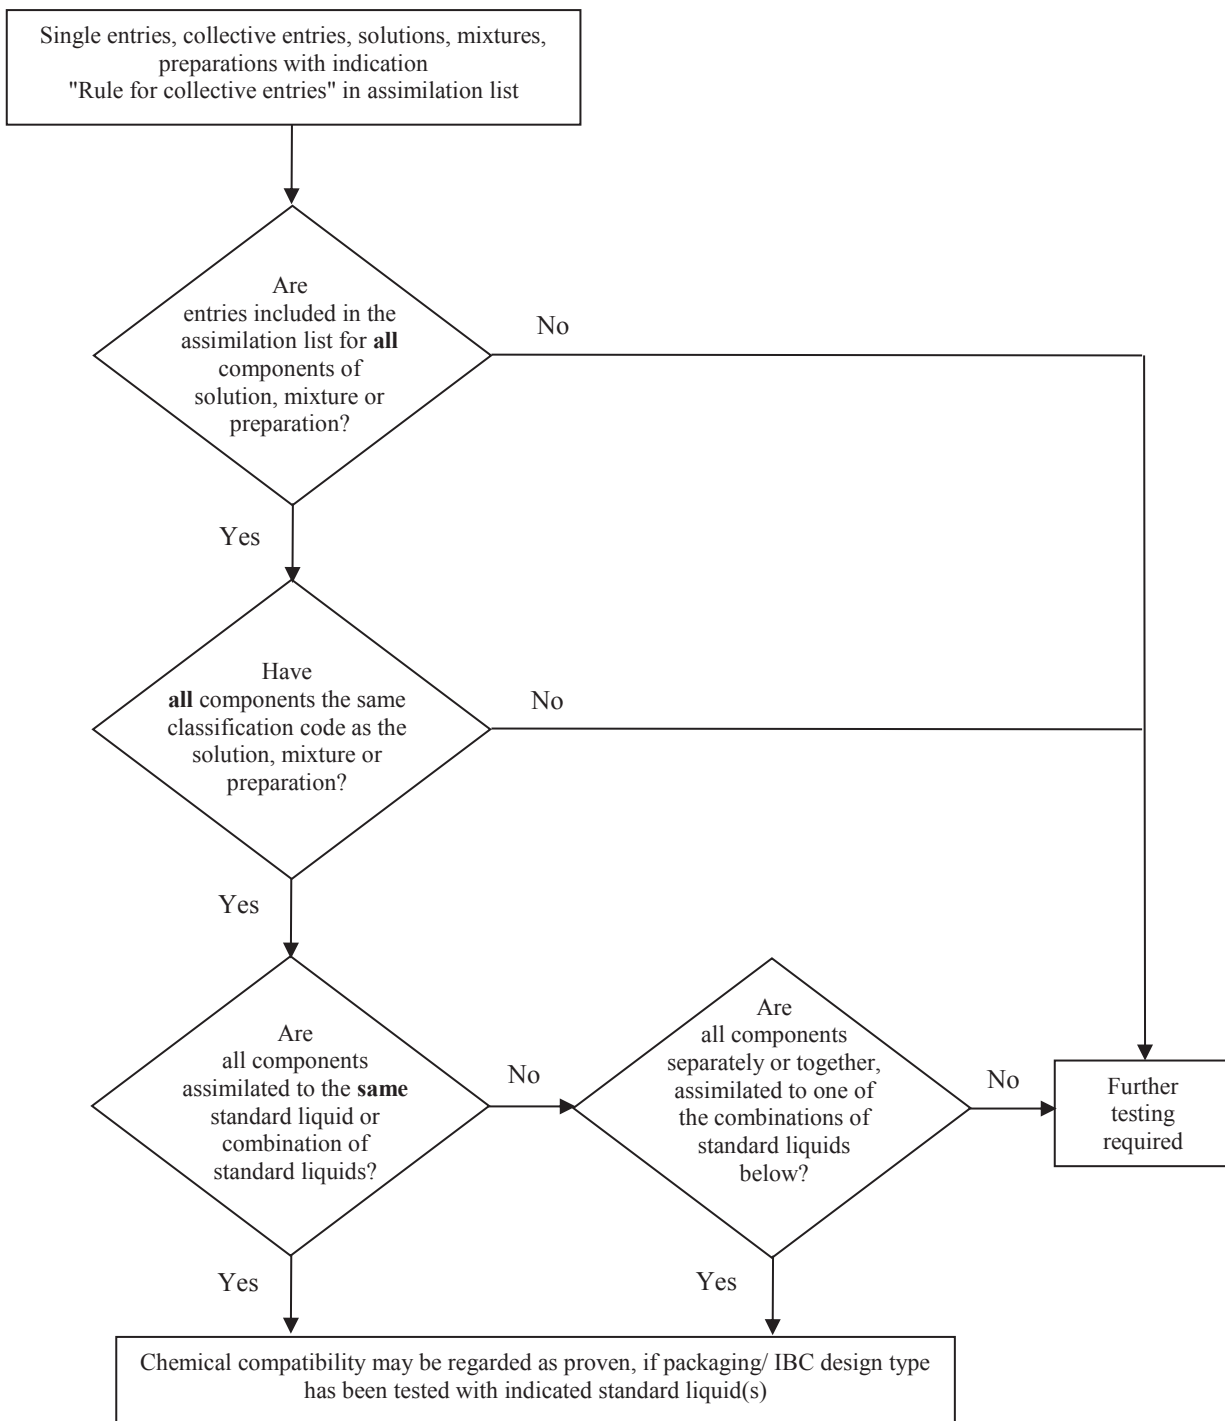 Single entries, collective entries, solutions, mixtures,
preparations with indication
"Rule for collective entries" in assimilation list
Are
entries included in the
assimilation list for all
components of
solution, mixture or
preparation?
No
Yes
Have
all components the same
classification code as the
solution, mixture or
preparation?
No
Yes
Are
all components
assimilated to the same
standard liquid or
combination of
standard liquids?
No
Are
all components
separately or together,
assimilated to one of
the combinations of
standard liquids
below?
No
Further
testing
required
Yes
Yes
Chemical compatibility may be regarded as proven, if packaging/ IBC design type
has been tested with indicated standard liquid(s)